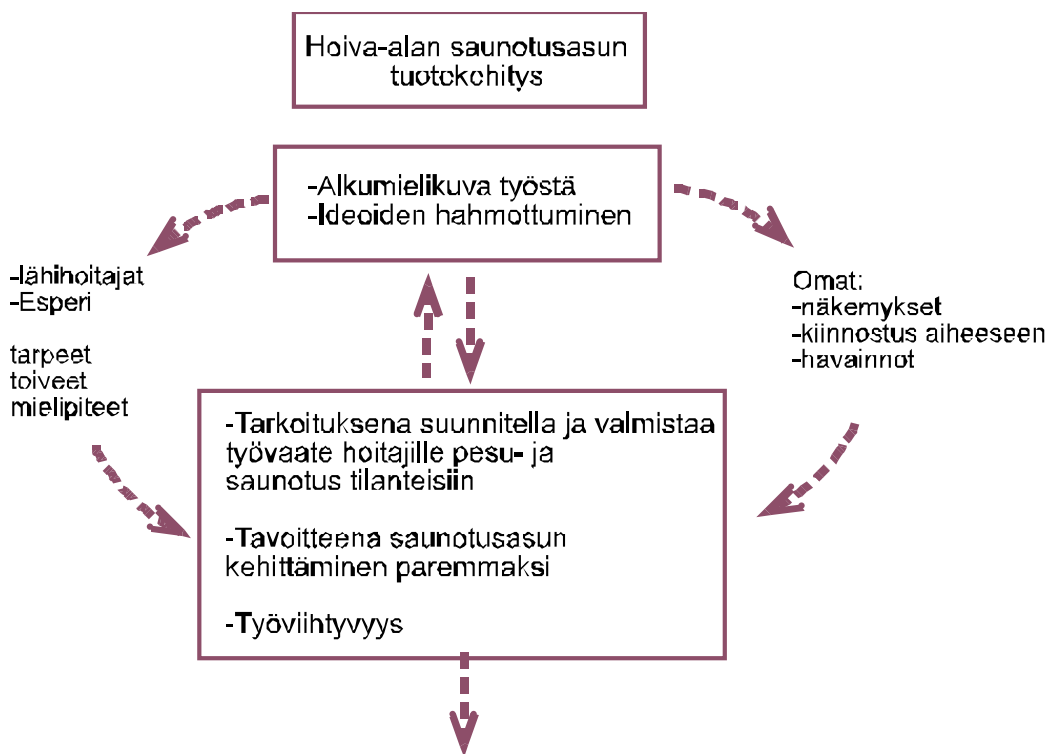 Hoiva-alan saunotusasun
tuotekehitys
-Alkumielikuva työstä
-Ideoiden hahmottuminen
-lähihoitajat
-Esperi
tarpeet
toiveet
mielipiteet
Omat:
-näkemykset
-kiinnostus aiheeseen
-havainnot
-Tarkoituksena suunnitella ja valmistaa
työvaate hoitajille pesu- ja
saunotus tilanteisiin
-Tavoitteena saunotusasun
kehittäminen paremmaksi
-Työviihtyvyys